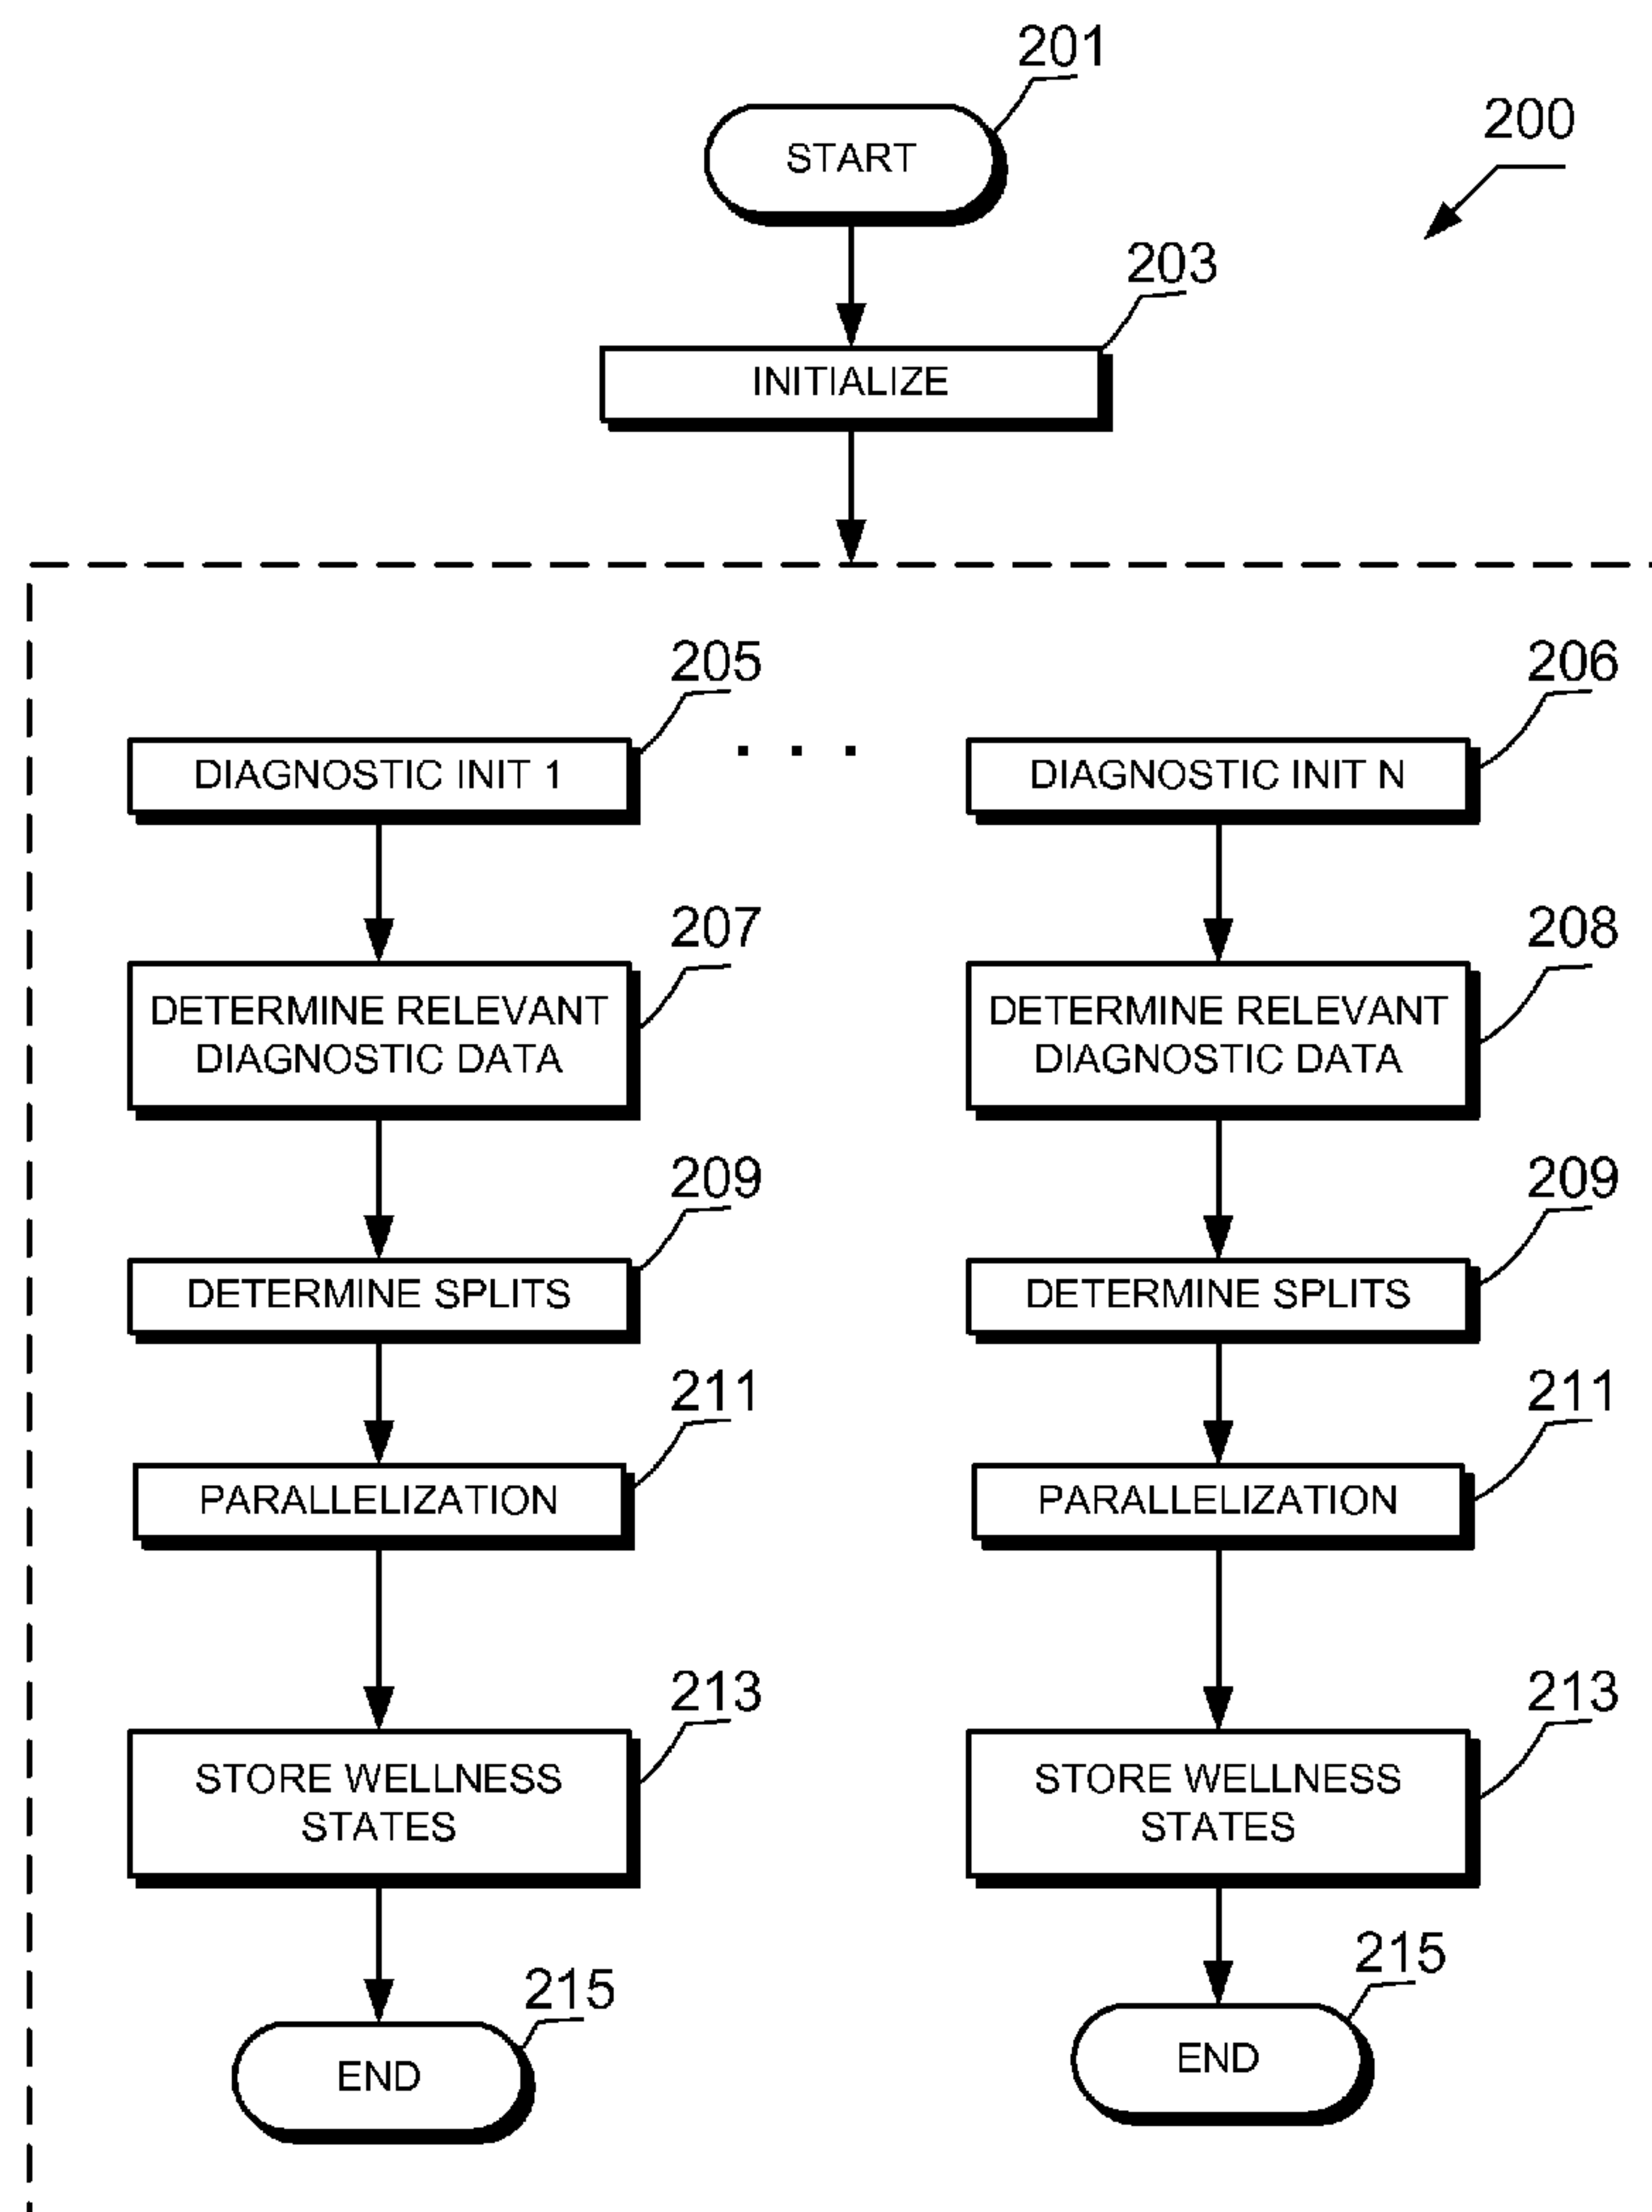 201
START
200
203
INITIALIZE
205
206
DIAGNOSTIC INIT 1
. . .
DIAGNOSTIC INIT N
207
208
DETERMINE RELEVANT
DIAGNOSTIC DATA
DETERMINE RELEVANT
DIAGNOSTIC DATA
209
209
DETERMINE SPLITS
DETERMINE SPLITS
211
211
PARALLELIZATION
PARALLELIZATION
213
213
STORE WELLNESS
STATES
STORE WELLNESS
STATES
215
215
END
END